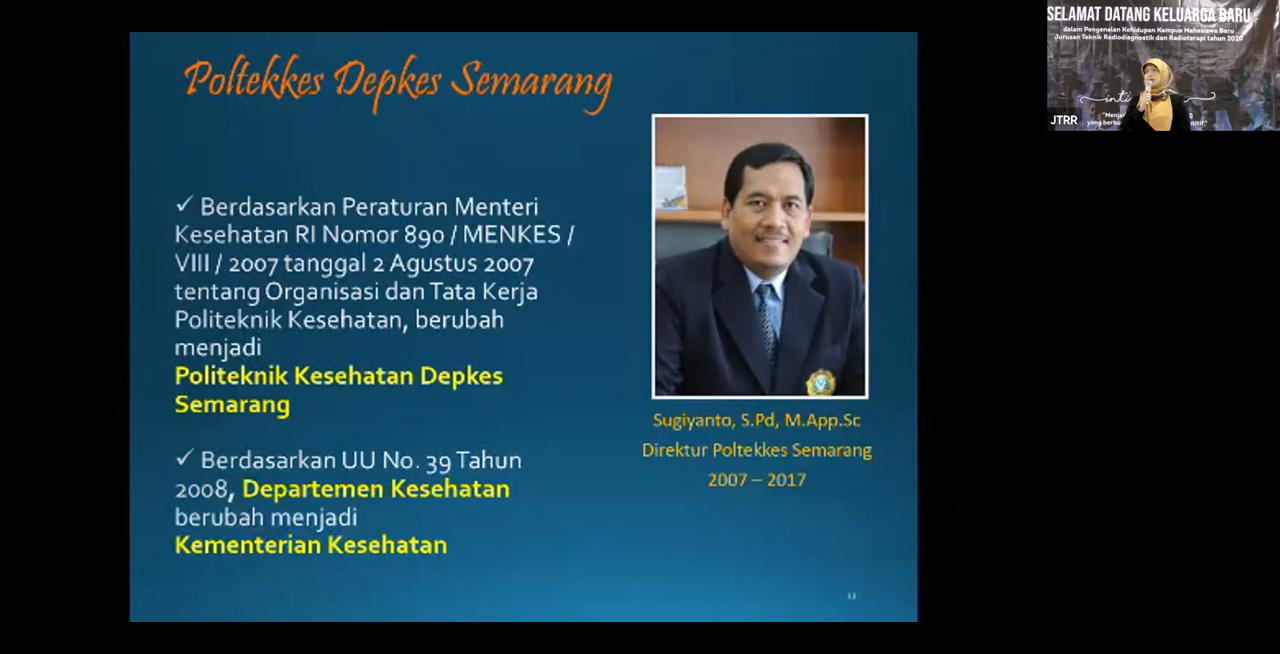 Poltekkes Depkes Semarang
✓ Berdasarkan Peraturan Menteri
Kesehatan RI Nomor 890 / MENKES /
VIII / 2007 tanggal 2 Agustus 2007
tentang Organisasi dan Tata Kerja
Politeknik Kesehatan, berubah
menjadi
Politeknik Kesehatan Depkes
Semarang
✓ Berdasarkan UU No. 39 Tahun
2008, Departemen Kesehatan
berubah menjadi
Kementerian Kesehatan
Sugiyanto, S.Pd, M.App.Sc
Direktur Poltekkes Semarang
2007 – 2017
SELAMAT DATANG KELUARGA BARU
dalam Pengenalan Kehidupan Kampus Mahasiswa Baru
Jurusan Teknik Radiodiagnostik dan Radioterapi tahun 2020
JTRR